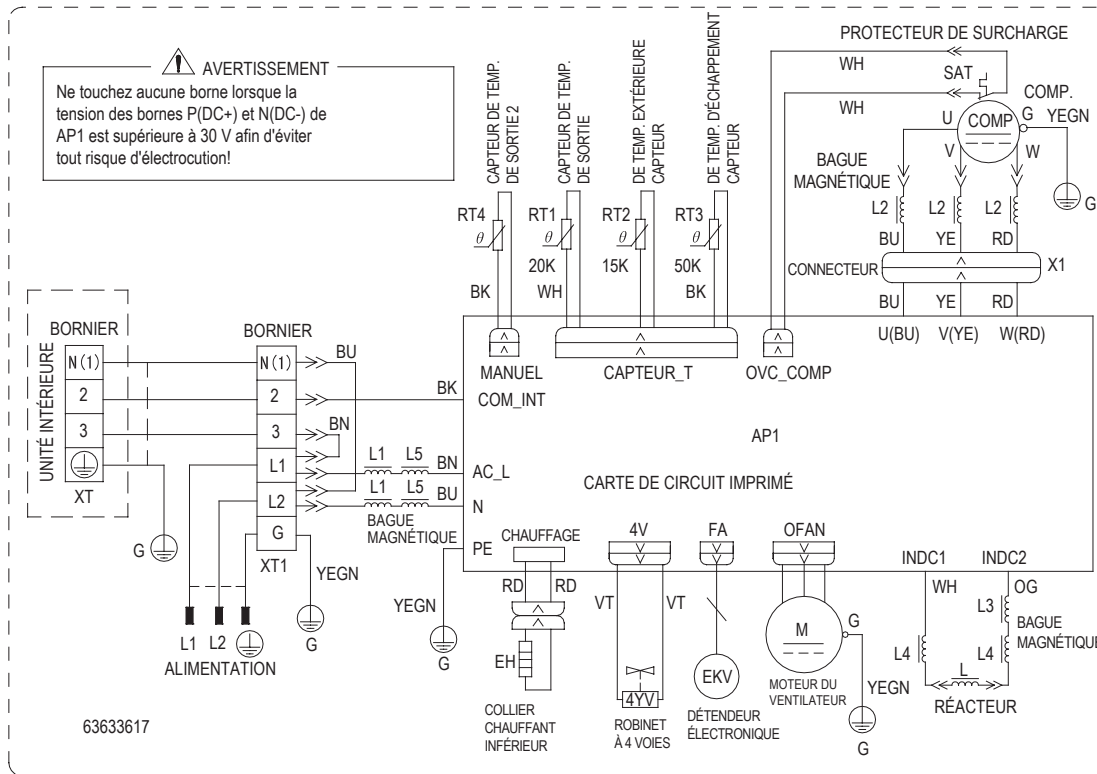 AVERTISSEMENT
Ne touchez aucune borne lorsque la
tension des bornes P(DC+) et N(DC-) de
AP1 est supérieure à 30 V afin d'éviter
tout risque d'électrocution!
CAPTEUR DE TEMP.
DE SORTIE 2
CAPTEUR DE TEMP.
DE SORTIE
DE TEMP. EXTÉRIEURE
CAPTEUR
DE TEMP. D'ÉCHAPPEMENT
CAPTEUR
PROTECTEUR DE SURCHARGE
WH
SAT
WH
COMP.
U
COMP
G
YEGN
V
W
BAGUE
MAGNÉTIQUE
G
L2
L2
L2
BU
YE
RD
CONNECTEUR
X1
BU
YE
RD
U(BU)
V(YE)
W(RD)
RT4
RT1
RT2
RT3
θ
θ
θ
θ
20K
15K
50K
BK
WH
BK
MANUEL
CAPTEUR_T
OVC_COMP
COM_INT
UNITÉ INTÉRIEURE
BORNIER
N(1)
2
3
XT
G
BORNIER
N(1)
2
3
L1
L2
G
XT1
BU
BK
BN
L1
L5
BN
AC_L
L1
L5
BU
N
BAGUE
MAGNÉTIQUE
PE
YEGN
G
YEGN
G
L1
L2
ALIMENTATION
AP1
CARTE DE CIRCUIT IMPRIMÉ
CHAUFFAGE
RD
RD
EH
COLLIER
CHAUFFANT
INFÉRIEUR
4V
VT
VT
4YV
ROBINET
À 4 VOIES
FA
EKV
DÉTENDEUR
ÉLECTRONIQUE
OFAN
M
G
MOTEUR DU
VENTILATEUR
YEGN
G
INDC1
INDC2
WH
OG
L3
BAGUE
MAGNÉTIQUE
L4
L4
L
RÉACTEUR
63633617